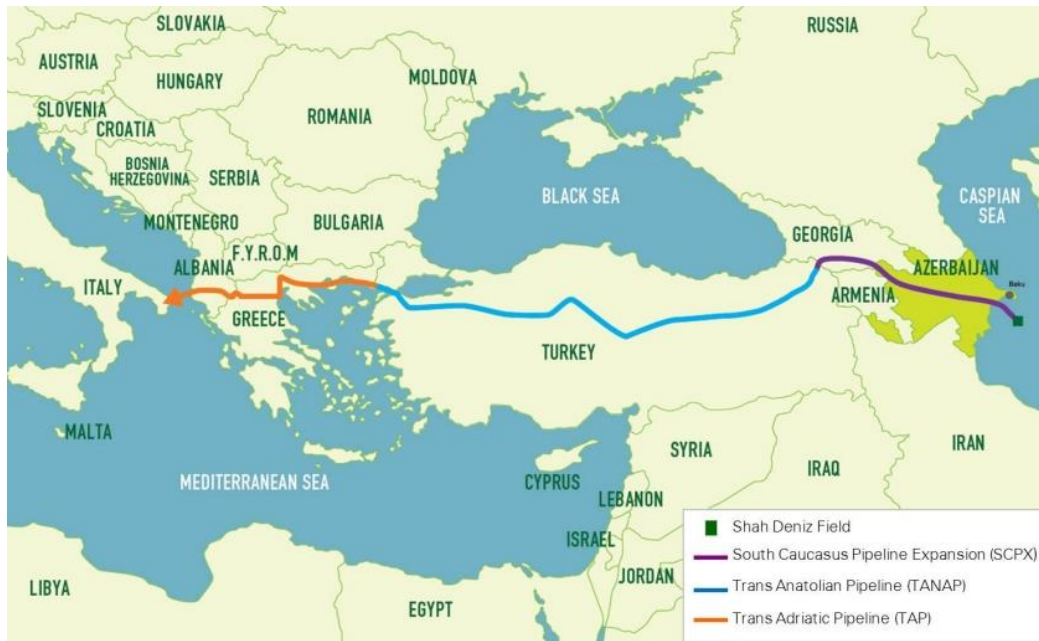 SLOVAKIA
RUSSIA
AUSTRIA
HUNGARY
MOLDOVA
SLOVENIA
ROMANIA
CROATIA
BOSNIA
HERZEGOVINA
SERBIA
BLACK SEA
CASPIAN
SEA
MONTENEGRO
BULGARIA
GEORGIA
F.Y.R.O.M
ALBANIA
AZERBAIJAN
ITALY
Baku
ARMENIA
GREECE
TURKEY
IRAN
MALTA
SYRIA
IRAQ
MEDITERRANEAN SEA
CYPRUS
LEBANON
ISRAEL
JORDAN
LIBYA
EGYPT
Shah Deniz Field
South Caucasus Pipeline Expansion (SCPX)
Trans Anatolian Pipeline (TANAP)
Trans Adriatic Pipeline (TAP)